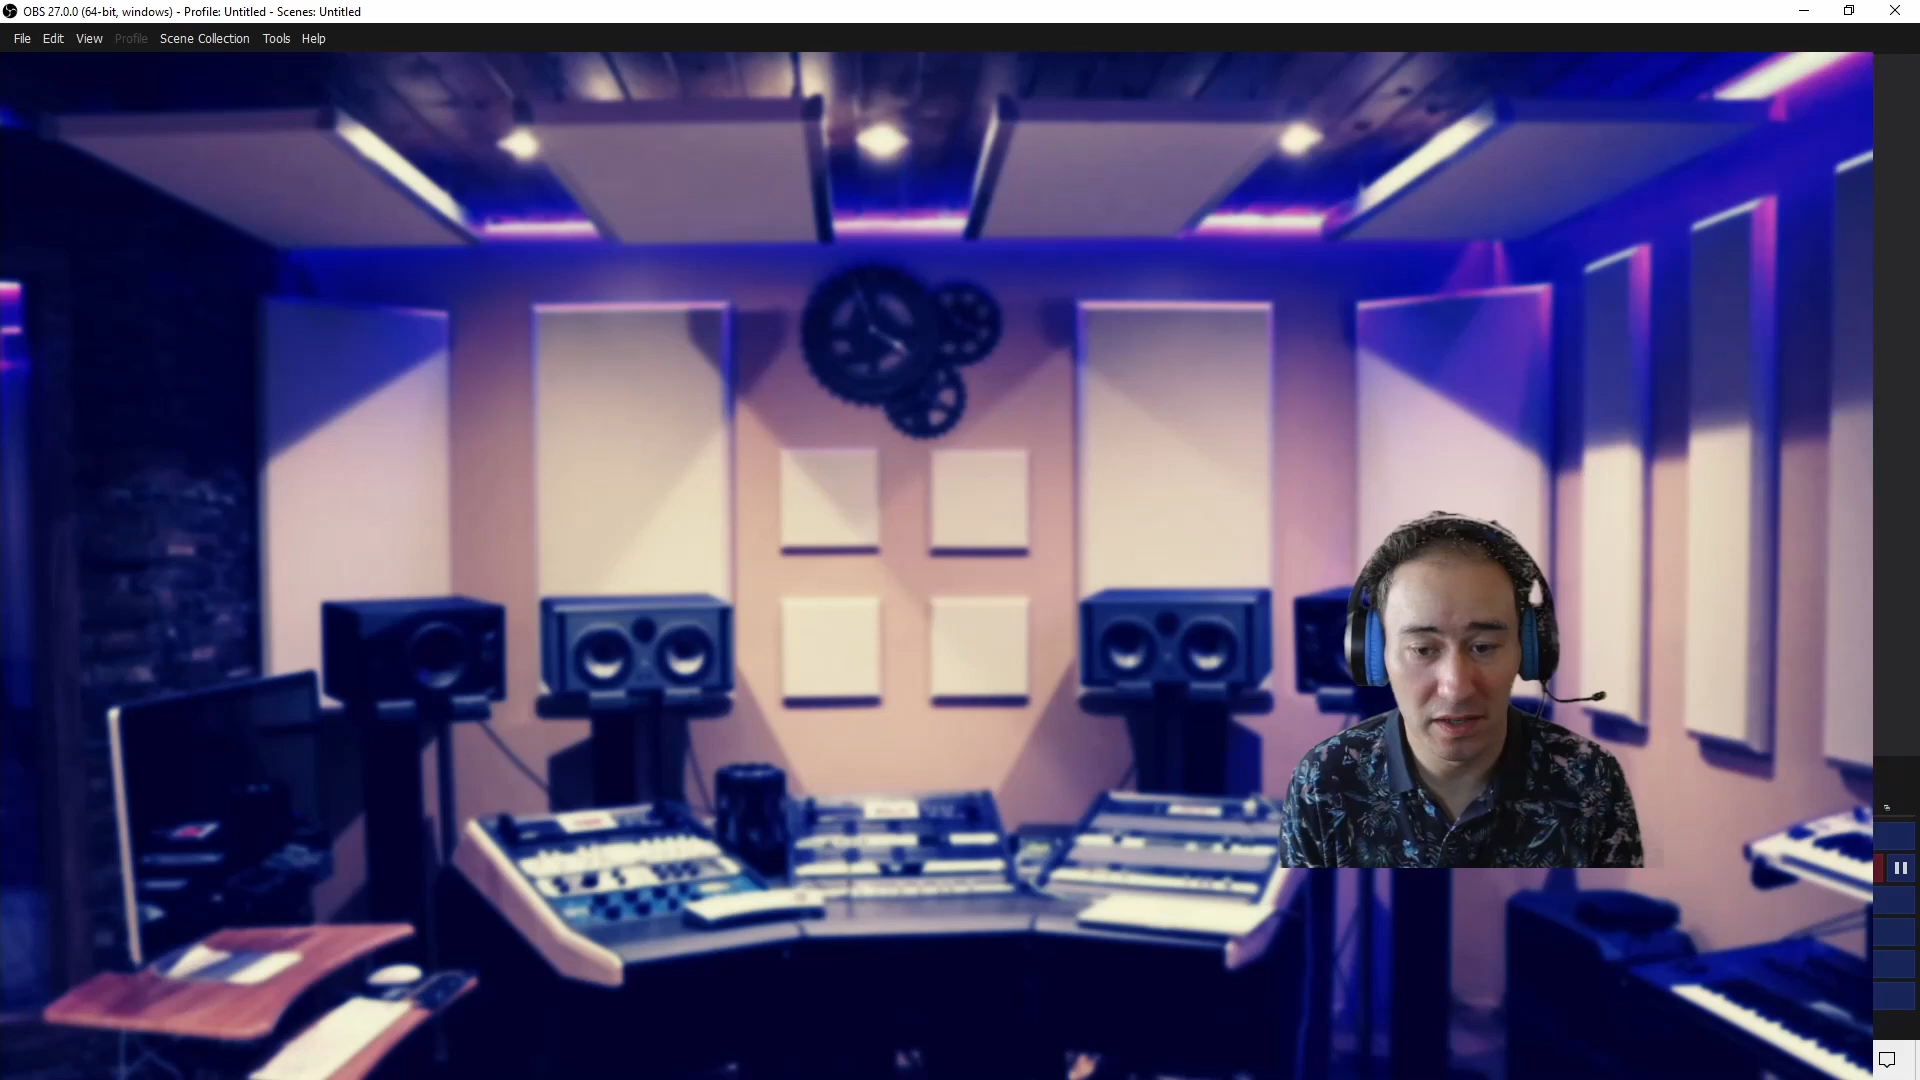 OBS 27.0.0 (64-bit, windows) - Profile: Untitled - Scenes: Untitled
File Edit View Profile Scene Collection Tools Help